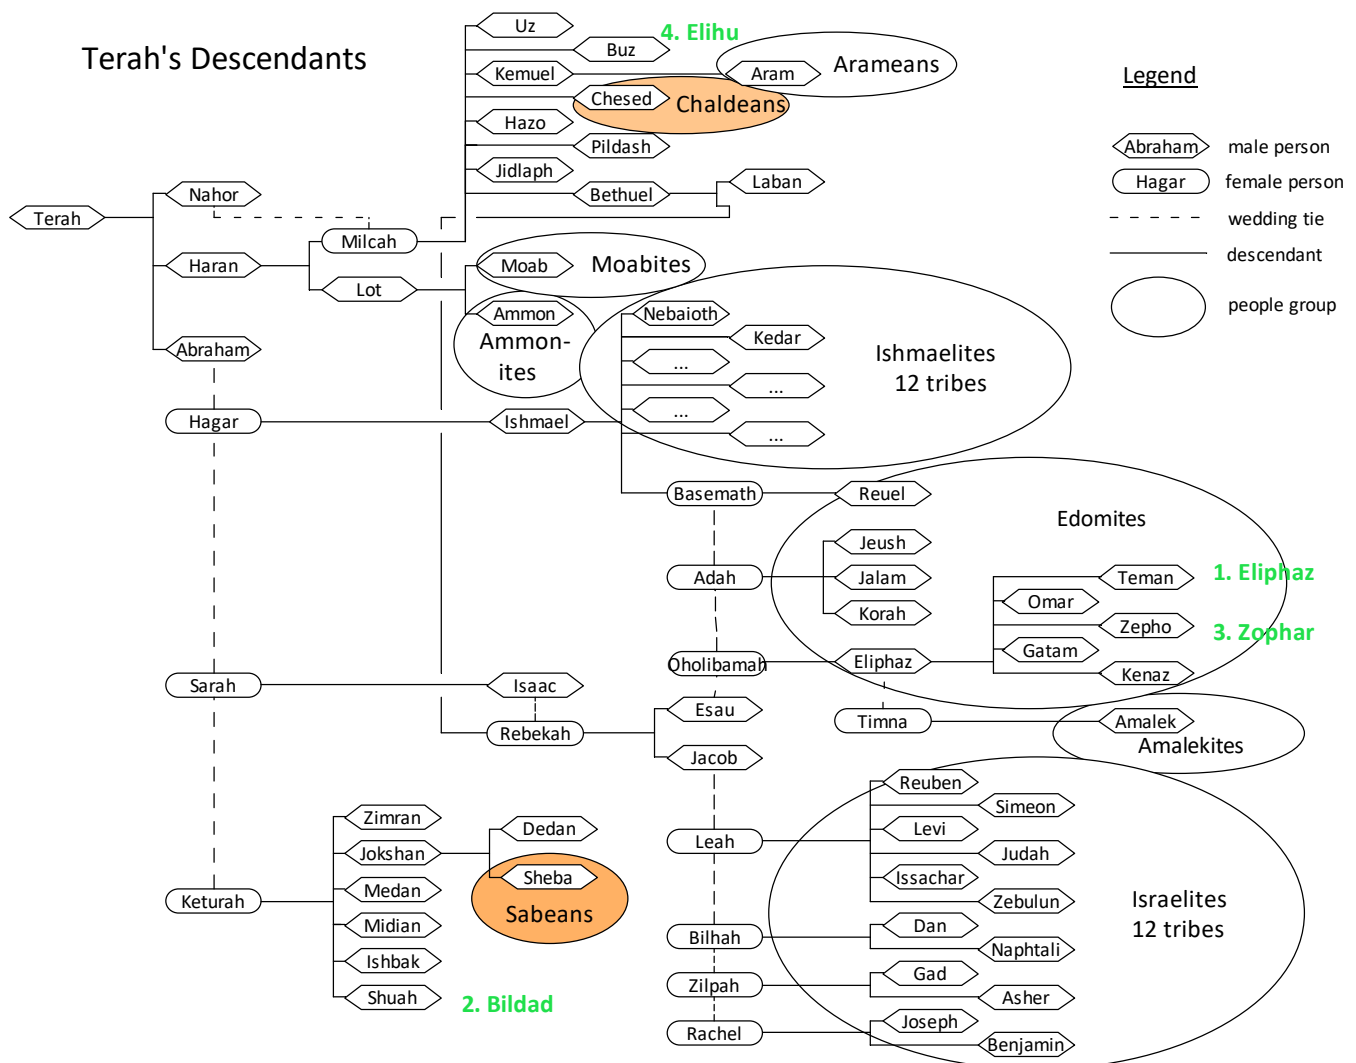 Terah's Descendants
Uz
4. Elihu
Buz
Kemuel
Aram
Arameans
Chesed
Chaldeans
Hazo
Pildash
Jidlaph
Bethuel
Laban
Legend
Abraham
male person
Hagar
female person
wedding tie
descendant
people group
Nahor
Terah
Milcah
Haran
Lot
Moab
Moabites
Ammon
Ammon-
ites
Abraham
Nebaioth
Kedar
...
...
...
...
Ishmaelites
12 tribes
Hagar
Ishmael
Basemath
Reuel
Edomites
Jeush
Adah
Jalam
Korah
Teman
1. Eliphaz
Omar
Zepho
3. Zophar
Gatam
Oholibamah
Eliphaz
Kenaz
Sarah
Isaac
Esau
Timna
Amalek
Amalekites
Rebekah
Jacob
Reuben
Simeon
Leah
Levi
Judah
Issachar
Zebulun
Israelites
12 tribes
Bilhah
Dan
Naphtali
Zilpah
Gad
Asher
Rachel
Joseph
Benjamin
Zimran
Dedan
Jokshan
Sheba
Sabeans
Medan
Keturah
Midian
Ishbak
Shuah
2. Bildad